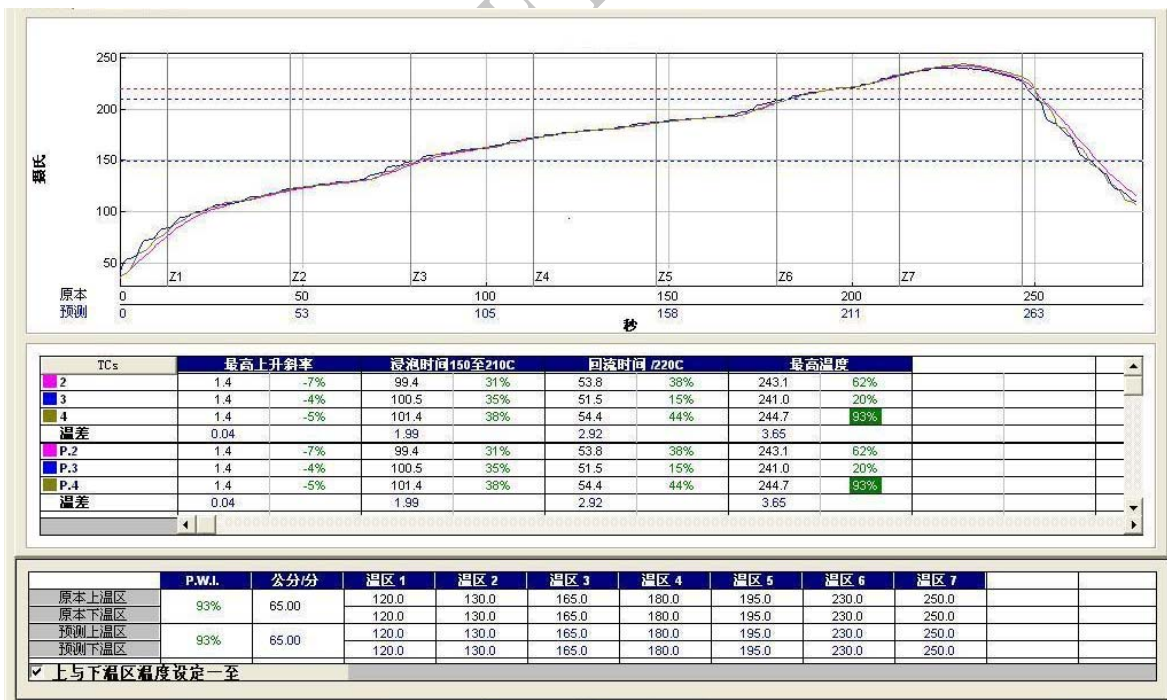 250
200
150
100
50
摄氏
Z1 Z2 Z3 Z4 Z5 Z6 Z7
原本 0 50 100 150 200 250
预测 0 53 105 158 211 263
秒
TCs 最高上升斜率 浸泡时间150至210C 回流时间 /220C 最高温度
2 1.4 -7% 99.4 31% 53.8 38% 243.1 62%
3 1.4 -4% 100.5 35% 51.5 15% 241.0 20%
4 1.4 -5% 101.4 38% 54.4 44% 244.7 93%
温差 0.04 1.99 2.92 3.65
P.2 1.4 -7% 99.4 31% 53.8 38% 243.1 62%
P.3 1.4 -4% 100.5 35% 51.5 15% 241.0 20%
P.4 1.4 -5% 101.4 38% 54.4 44% 244.7 93%
温差 0.04 1.99 2.92 3.65
P.W.I. 公分/分 温区 1 温区 2 温区 3 温区 4 温区 5 温区 6 温区 7
原本上温区 93% 65.00 120.0 130.0 165.0 180.0 195.0 230.0 250.0
原本下温区 120.0 130.0 165.0 180.0 195.0 230.0 250.0
预测上温区 93% 65.00 120.0 130.0 165.0 180.0 195.0 230.0 250.0
预测下温区 120.0 130.0 165.0 180.0 195.0 230.0 250.0
上与下温区温度设定一至